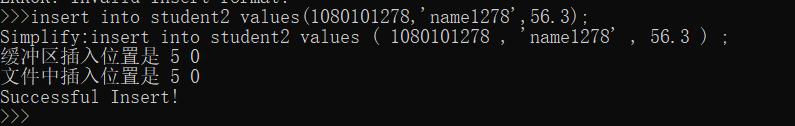 ERROR: Invalid insert format!
>>>insert into student2 values(1080101278,'name1278',56.3);
Simplify:insert into student2 values ( 1080101278 , 'name1278' , 56.3 ) ;
缓冲区插入位置是 5 0
文件中插入位置是 5 0
Successful Insert!
>>>